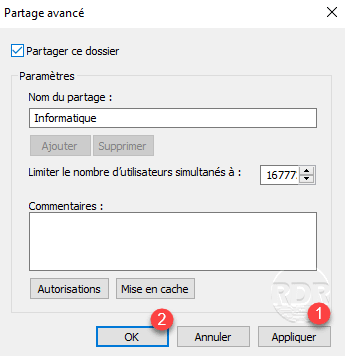 Partage avancé
Partager ce dossier
Paramètres
Nom du partage :
Informatique
Ajouter Supprimer
Limiter le nombre d'utilisateurs simultanés à : 16777
Commentaires :
Autorisations Mise en cache
RDR
2 1
OK Annuler Appliquer